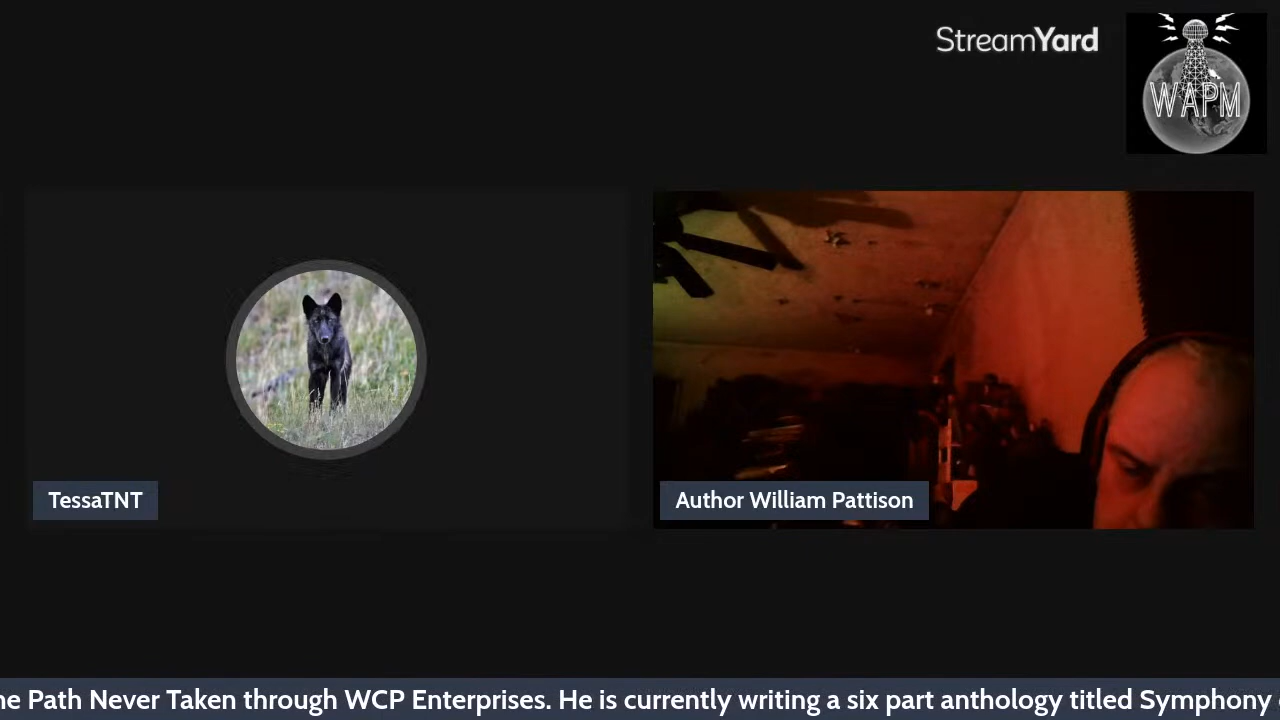 StreamYard
WAPM
TessaTNT
Author William Pattison
Path Never Taken through WCP Enterprises. He is currently writing a six part anthology titled Symphony